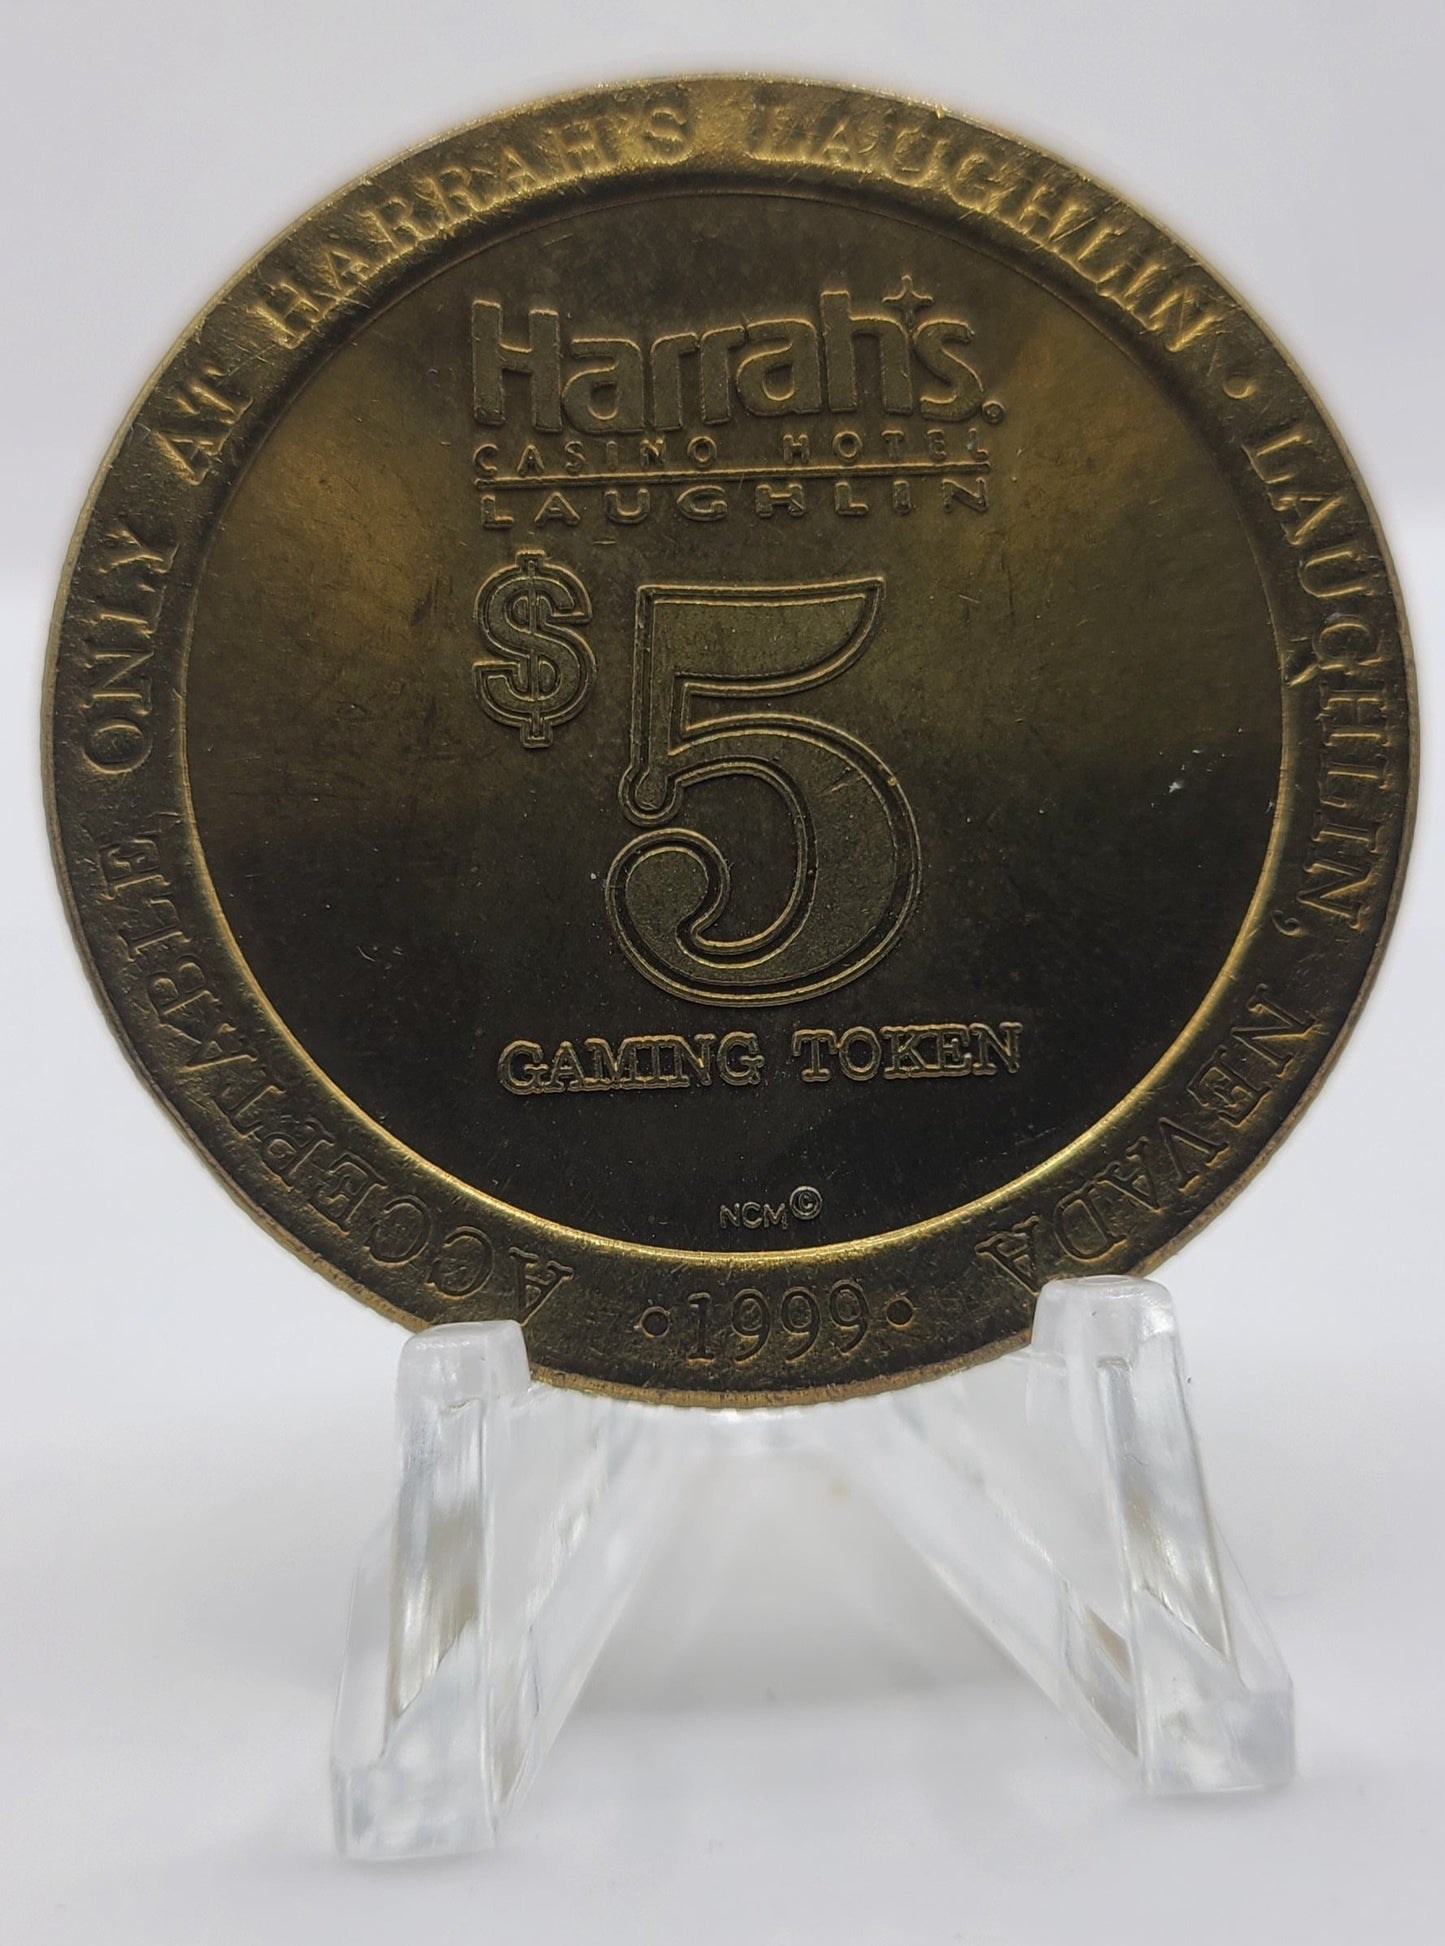 ACCEPTABLE ONLY AT HARRAH'S LAUGHLIN • LAUGHLIN, NEVADA
Harrah's®
CASINO HOTEL
LAUGHLIN
$5
GAMING TOKEN
NCM©
•1999•